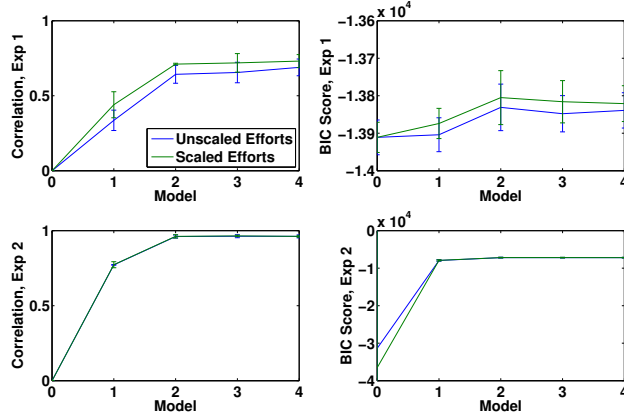 1
0.5
0
Correlation, Exp 1
0 1 2 3 4
Model
Unscaled Efforts
Scaled Efforts
x 10^4
−1.36
−1.37
−1.38
−1.39
−1.4
BIC Score, Exp 1
0 1 2 3 4
Model
1
0.5
0
Correlation, Exp 2
0 1 2 3 4
Model
x 10^4
0
−1
−2
−3
−4
BIC Score, Exp 2
0 1 2 3 4
Model